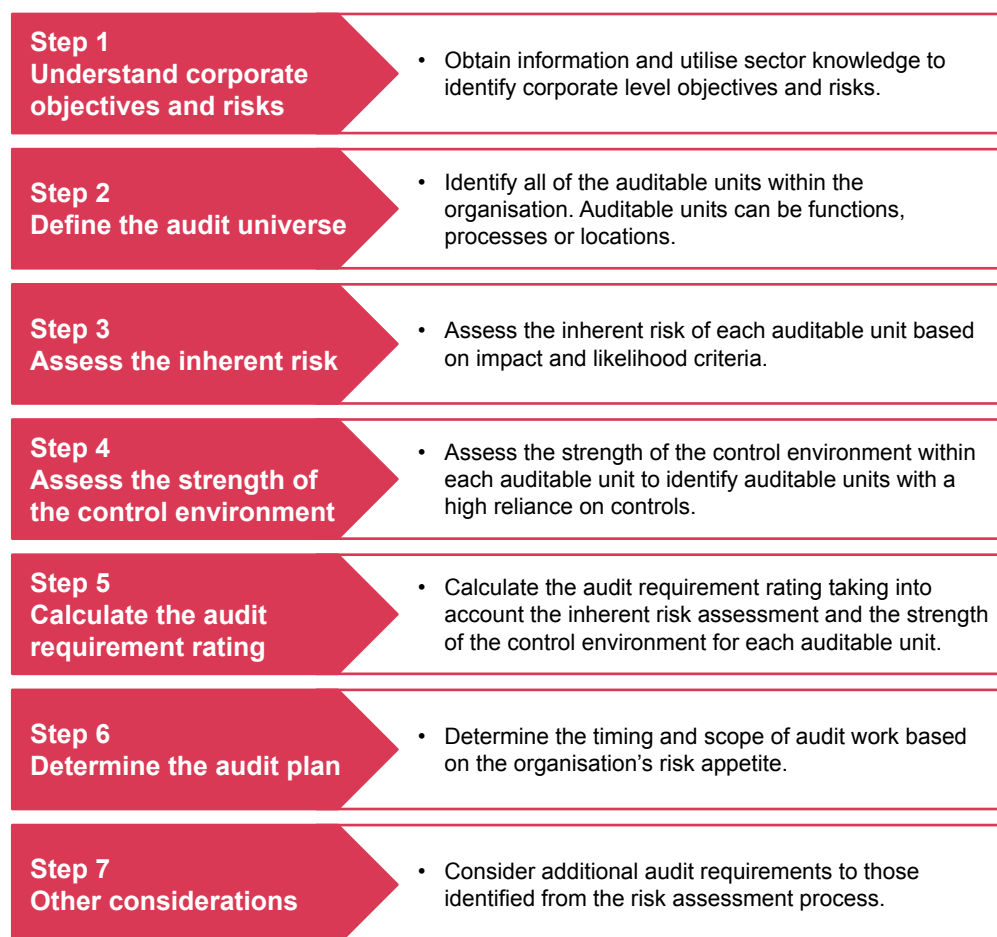 Step 1
Understand corporate
objectives and risks
• Obtain information and utilise sector knowledge to
identify corporate level objectives and risks.
Step 2
Define the audit universe
• Identify all of the auditable units within the
organisation. Auditable units can be functions,
processes or locations.
Step 3
Assess the inherent risk
• Assess the inherent risk of each auditable unit based
on impact and likelihood criteria.
Step 4
Assess the strength of
the control environment
• Assess the strength of the control environment within
each auditable unit to identify auditable units with a
high reliance on controls.
Step 5
Calculate the audit
requirement rating
• Calculate the audit requirement rating taking into
account the inherent risk assessment and the strength
of the control environment for each auditable unit.
Step 6
Determine the audit plan
• Determine the timing and scope of audit work based
on the organisation’s risk appetite.
Step 7
Other considerations
• Consider additional audit requirements to those
identified from the risk assessment process.